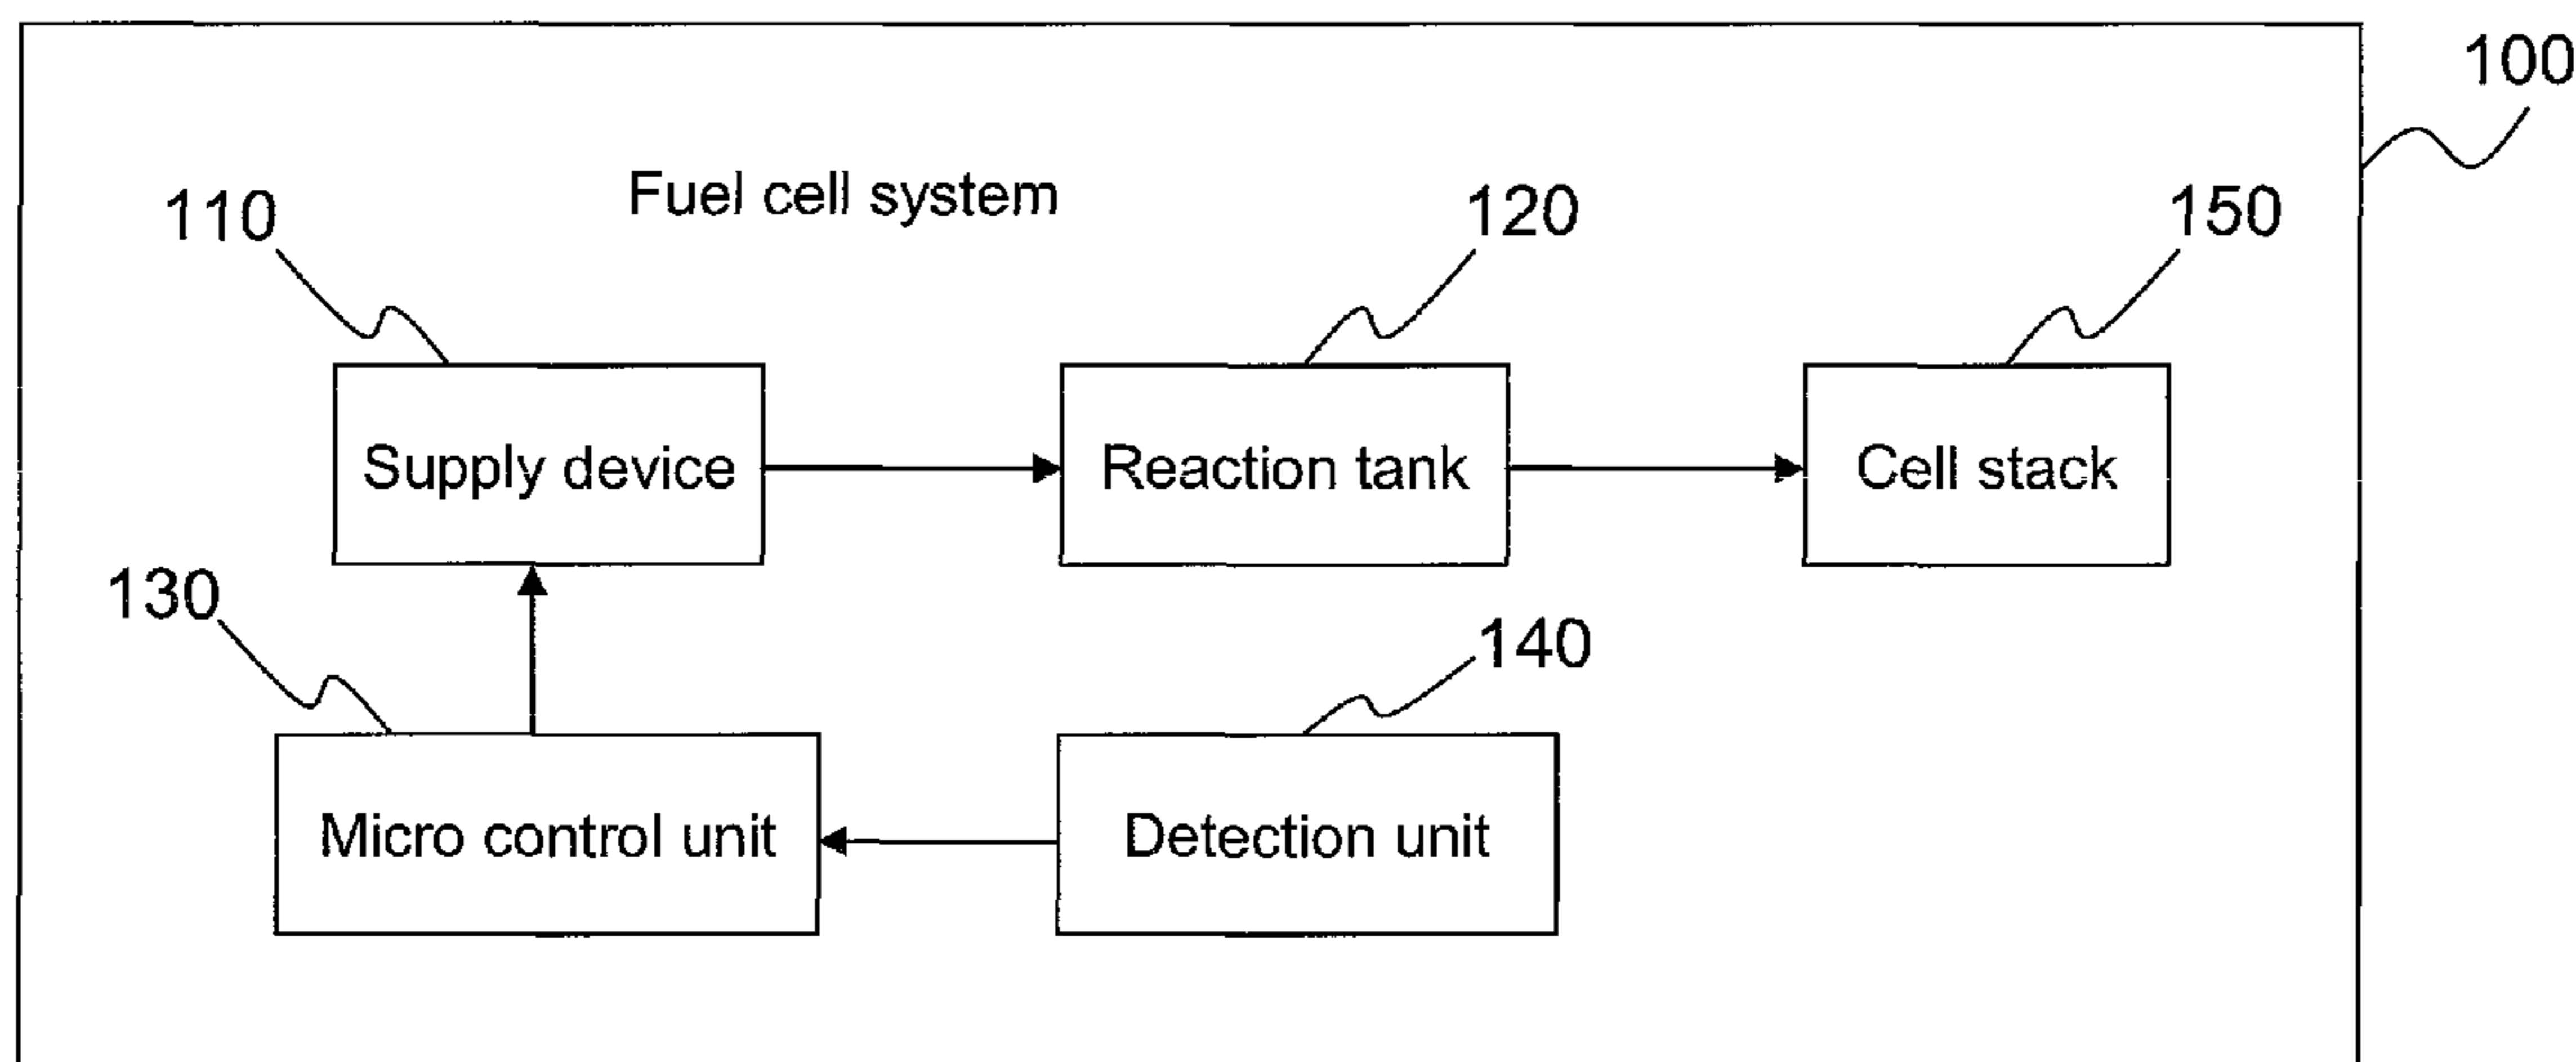 100
Fuel cell system
110
120
150
Supply device
Reaction tank
Cell stack
130
140
Micro control unit
Detection unit